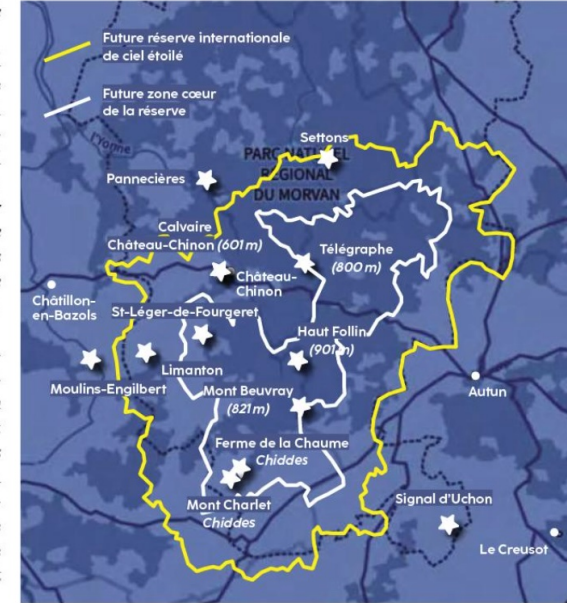 Future réserve internationale
de ciel étoilé
Future zone cœur
de la réserve
l'Yonne
Settons
PARC NATUREL
RÉGIONAL
DU MORVAN
Pannecières
Calvaire
Château-Chinon (601 m)
Télégraphe
(800 m)
Château-
Chinon
Châtillon-
en-Bazols
St-Léger-de-Fourgeret
Haut Follin
(901 m)
Limanton
Moulins-Engilbert
Mont Beuvray
(821 m)
Autun
Ferme de la Chaume
Chiddes
Mont Charlet
Chiddes
Signal d'Uchon
Le Creusot